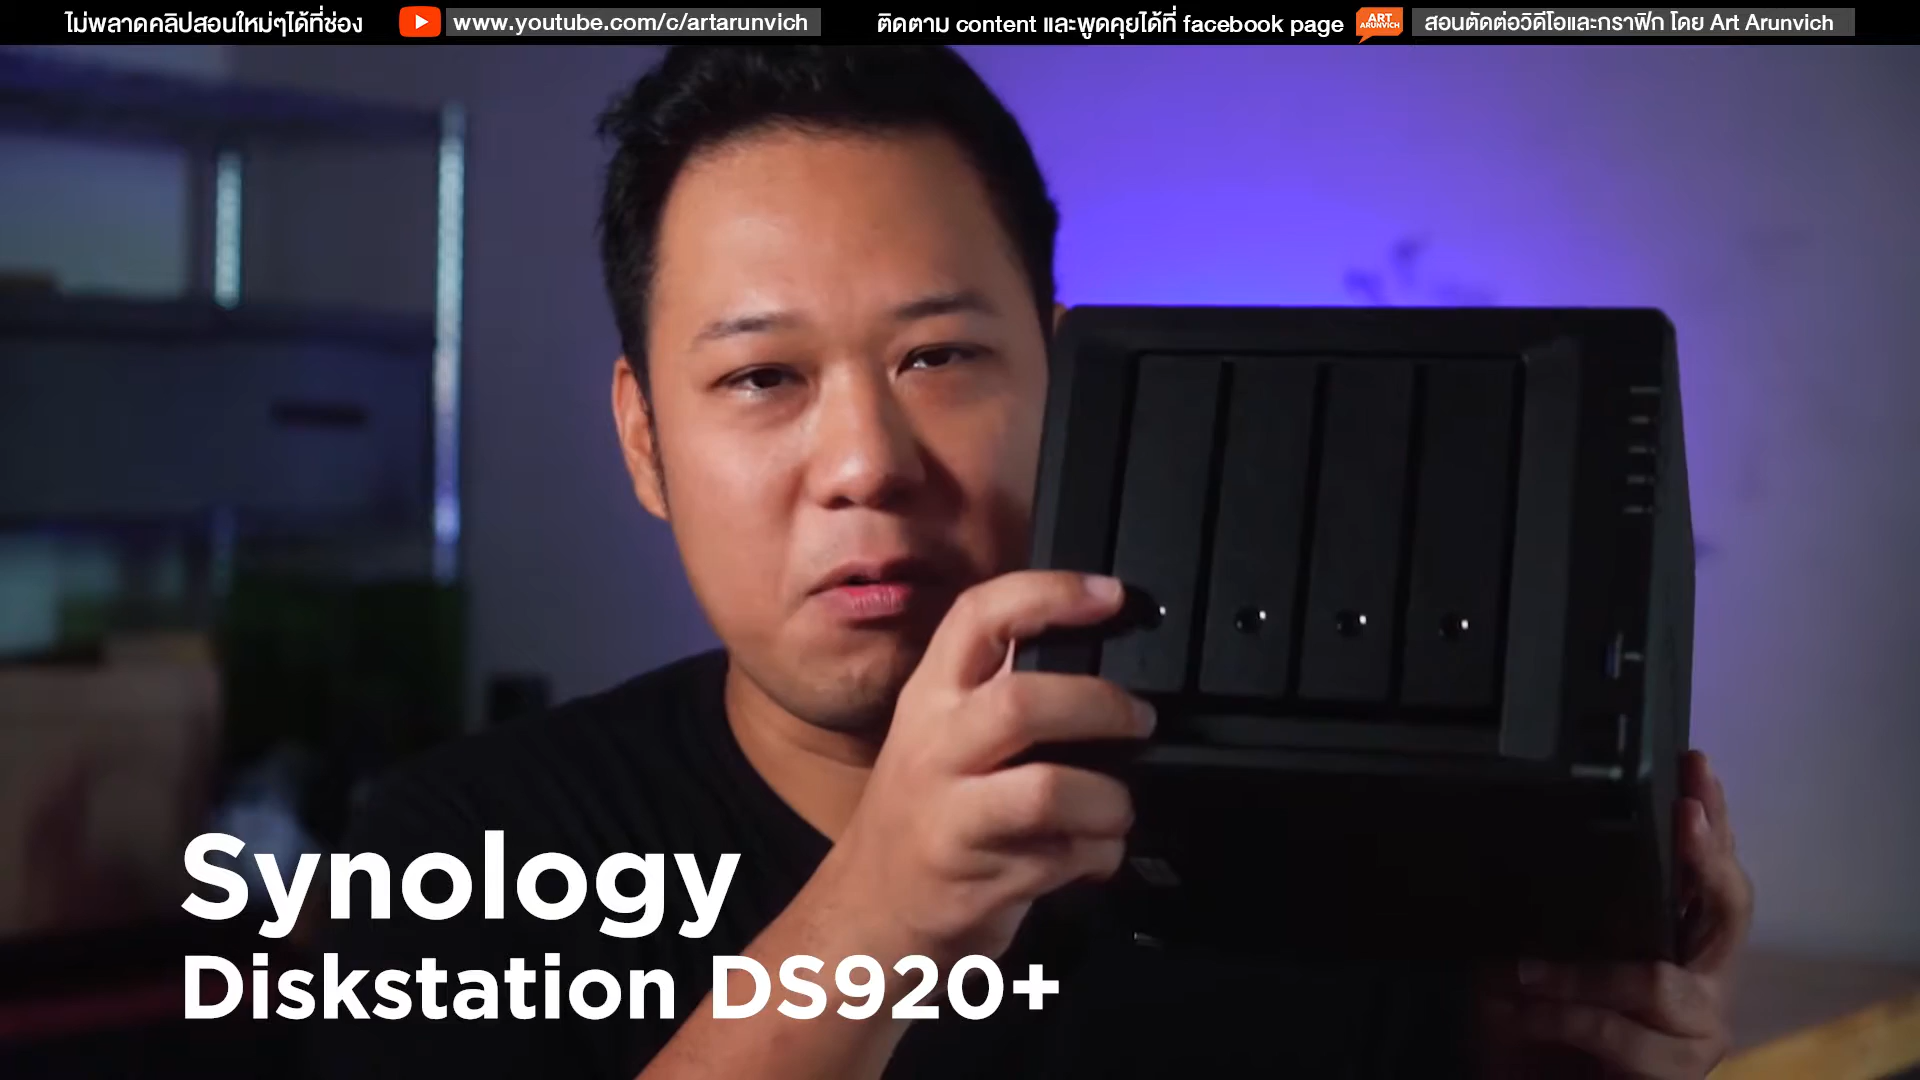 ไม่พลาดคลิปสอนใหม่ๆได้ที่ช่อง www.youtube.com/c/artarunvich ติดตาม content และพูดคุยได้ที่ facebook page ART ARUNVICH สอนตัดต่อวิดีโอและกราฟิก โดย Art Arunvich
Synology
Diskstation DS920+